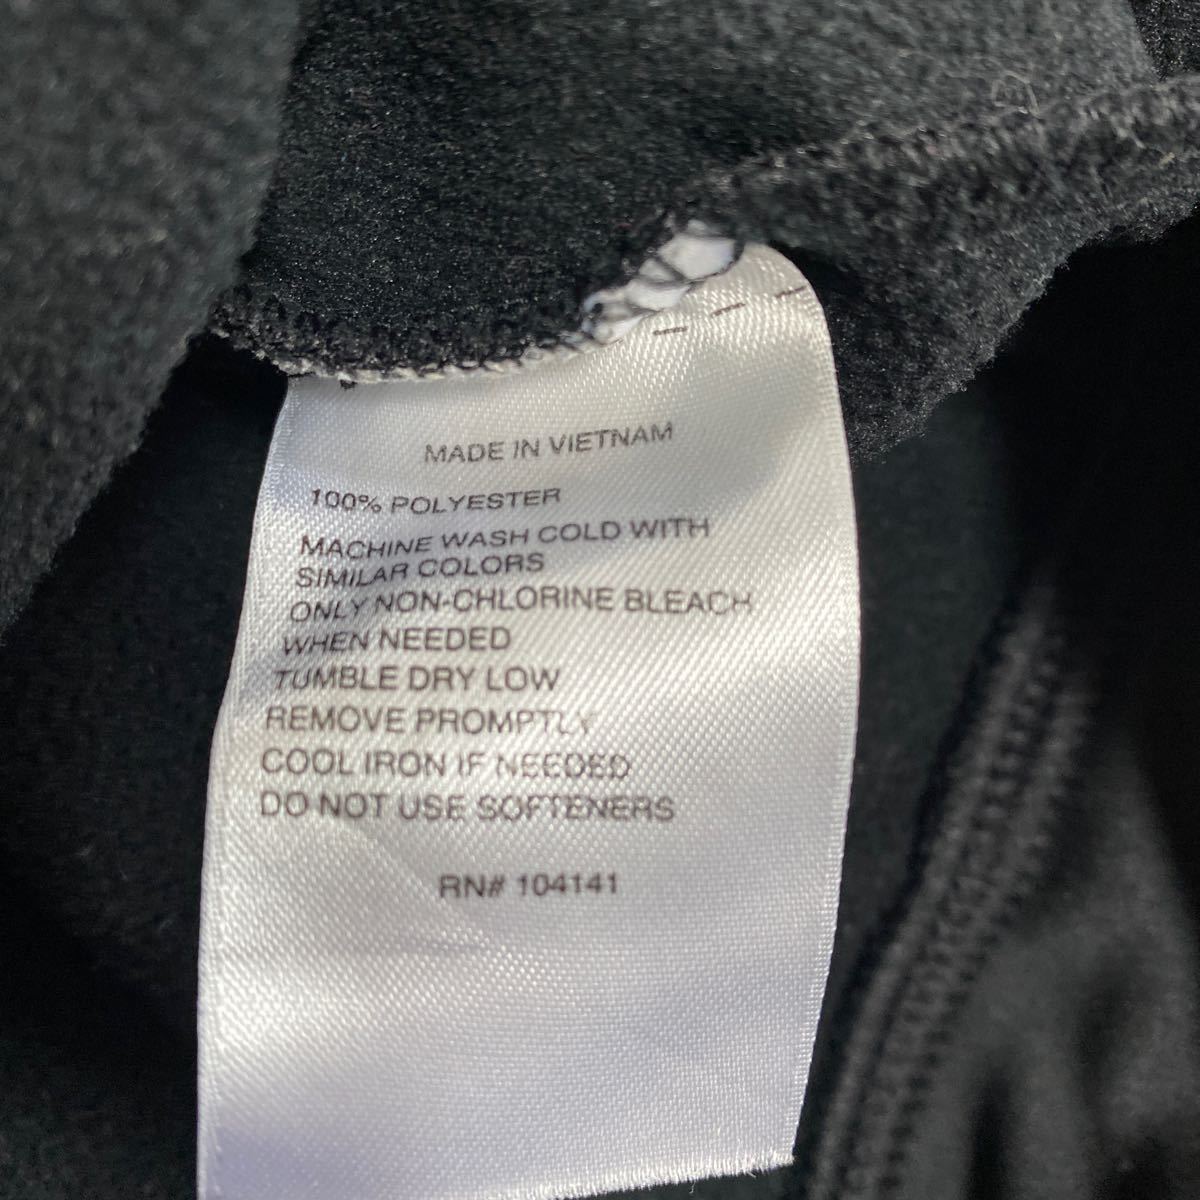 MADE IN VIETNAM
100% POLYESTER
MACHINE WASH COLD WITH
SIMILAR COLORS
ONLY NON-CHLORINE BLEACH
WHEN NEEDED
TUMBLE DRY LOW
REMOVE PROMPTLY
COOL IRON IF NEEDED
DO NOT USE SOFTENERS
RN# 104141